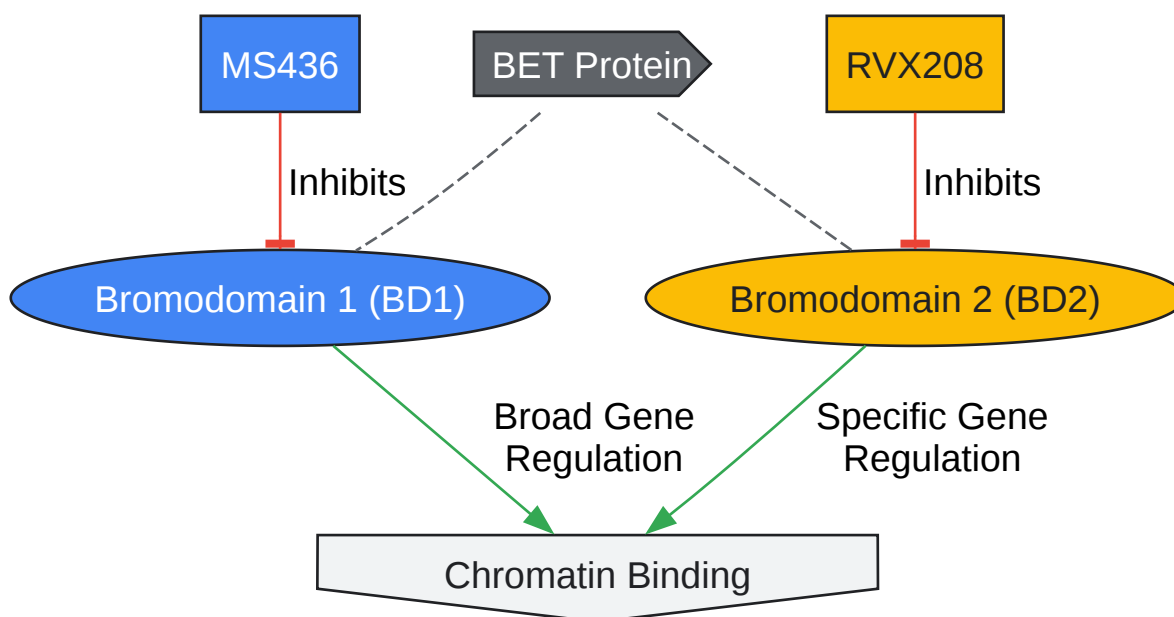 MS436
BET Protein
RVX208
Inhibits
Inhibits
Bromodomain 1 (BD1)
Bromodomain 2 (BD2)
Broad Gene
Regulation
Specific Gene
Regulation
Chromatin Binding